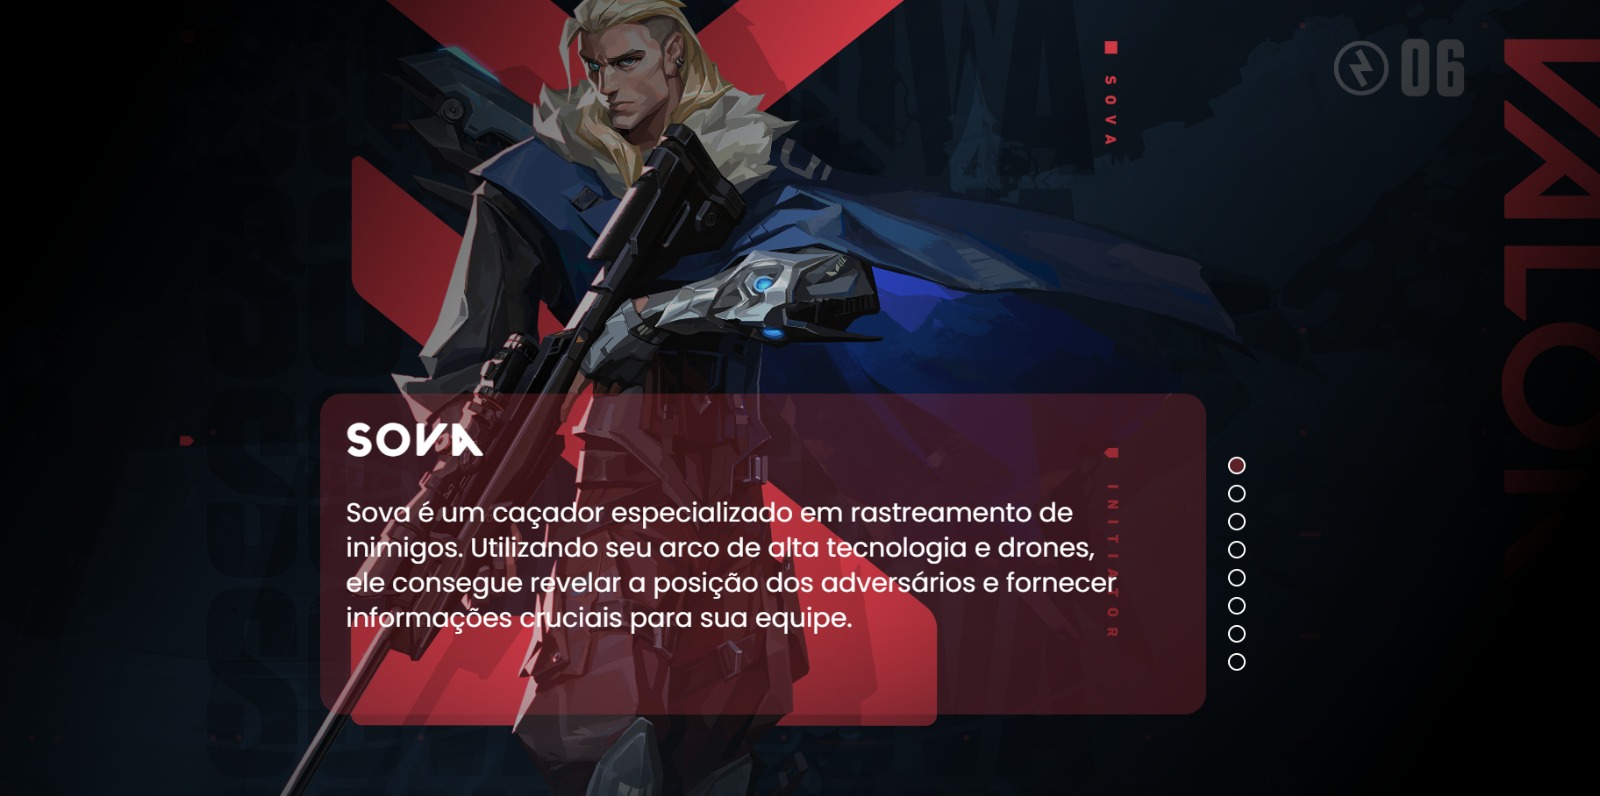 SOVA
06
VALOR
SOVA
Sova é um caçador especializado em rastreamento de
inimigos. Utilizando seu arco de alta tecnologia e drones,
ele consegue revelar a posição dos adversários e fornecer
informações cruciais para sua equipe.
INITIATOR